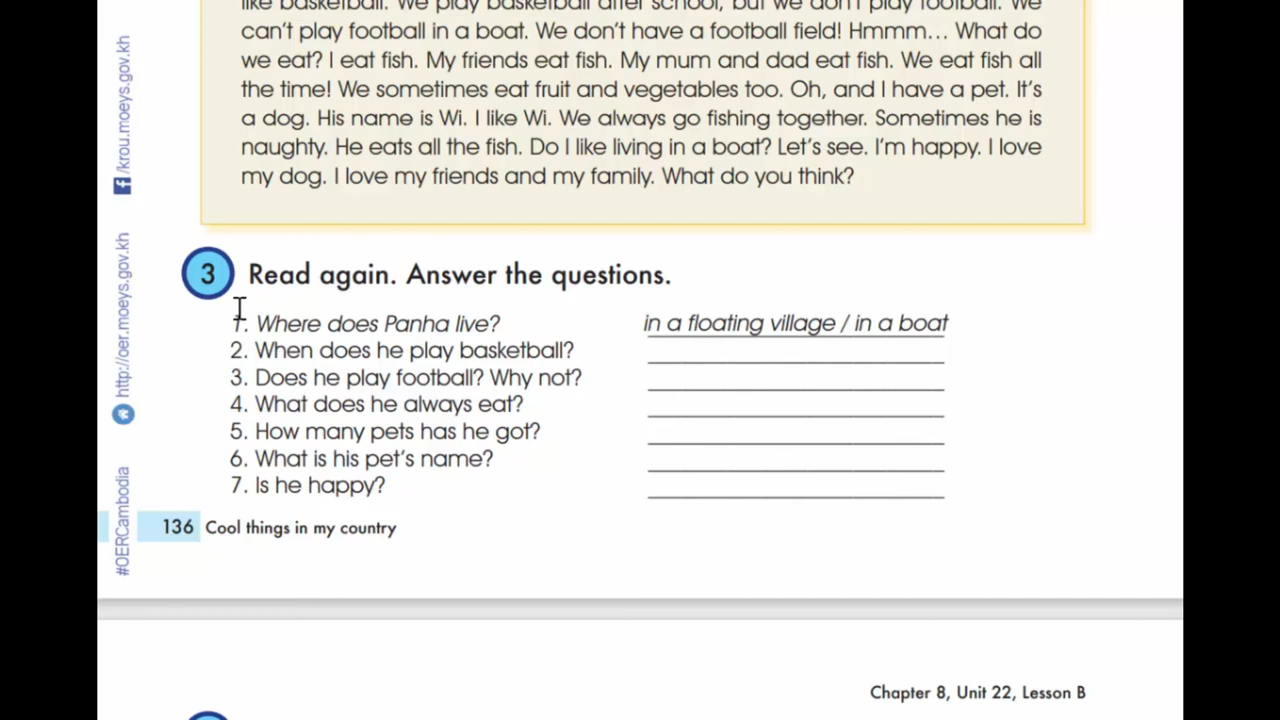 like basketball. We play basketball after school, but we don't play football. We
can't play football in a boat. We don't have a football field! Hmmm... What do
we eat? I eat fish. My friends eat fish. My mum and dad eat fish. We eat fish all
the time! We sometimes eat fruit and vegetables too. Oh, and I have a pet. It's
a dog. His name is Wi. I like Wi. We always go fishing together. Sometimes he is
naughty. He eats all the fish. Do I like living in a boat? Let's see. I'm happy. I love
my dog. I love my friends and my family. What do you think?
3 Read again. Answer the questions.
1. Where does Panha live? in a floating village / in a boat
2. When does he play basketball?
3. Does he play football? Why not?
4. What does he always eat?
5. How many pets has he got?
6. What is his pet's name?
7. Is he happy?
136 Cool things in my country
/krou.moeys.gov.kh
http://oer.moeys.gov.kh
#OERCambodia
Chapter 8, Unit 22, Lesson B